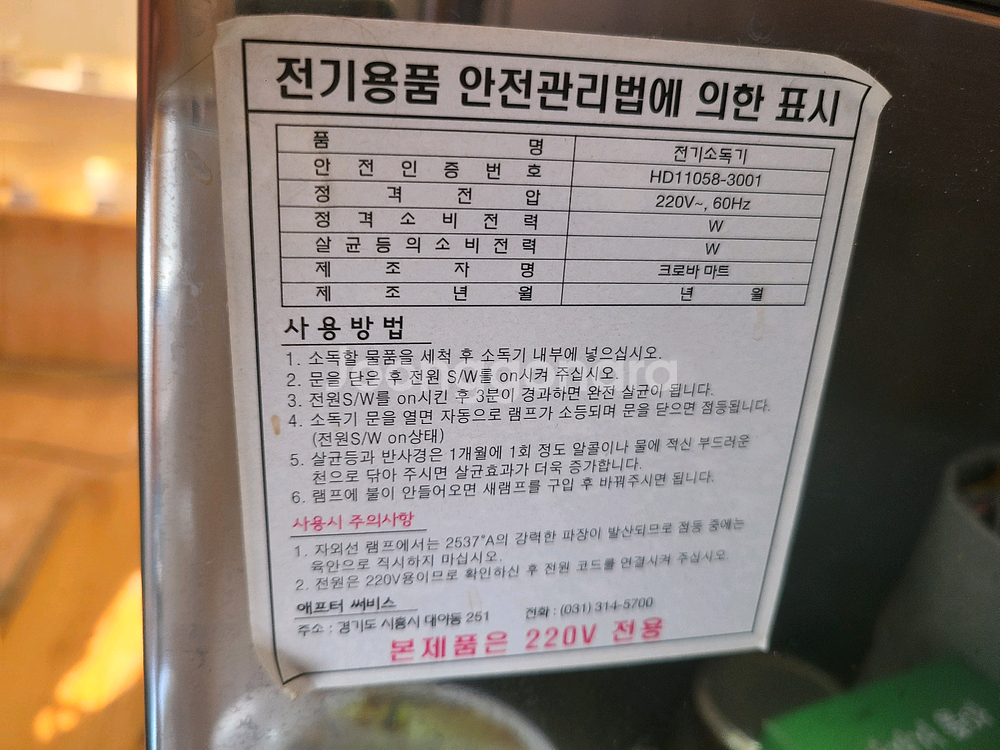 전기용품 안전관리법에 의한 표시
품 명 전기소독기
안 전 인 증 번 호 HD11058-3001
정 격 전 압 220V~, 60Hz
정 격 소 비 전 력 W
살 균 등 의 소 비 전 력 W
제 조 자 명 크로바 마트
제 조 년 월 년 월
사 용 방 법
1. 소독할 물품을 세척 후 소독기 내부에 넣으십시오.
2. 문을 닫은 후 전원 S/W를 on시켜 주십시오.
3. 전원S/W를 on시킨 후 3분이 경과하면 완전 살균이 됩니다.
4. 소독기 문을 열면 자동으로 램프가 소등되며 문을 닫으면 점등됩니다.
(전원S/W on상태)
5. 살균등과 반사경은 1개월에 1회 정도 알콜이나 물에 적신 부드러운
천으로 닦아 주시면 살균효과가 더욱 증가합니다.
6. 램프에 불이 안들어오면 새램프를 구입 후 바꿔주시면 됩니다.
사용시 주의사항
1. 자외선 램프에서는 2537°A의 강력한 파장이 발산되므로 점등 중에는
육안으로 직시하지 마십시오.
2. 전원은 220V용이므로 확인하신 후 전원 코드를 연결시켜 주십시오.
애프터 써비스
주소 : 경기도 시흥시 대야동 251 전화 : (031) 314-5700
본제품은 220V 전용